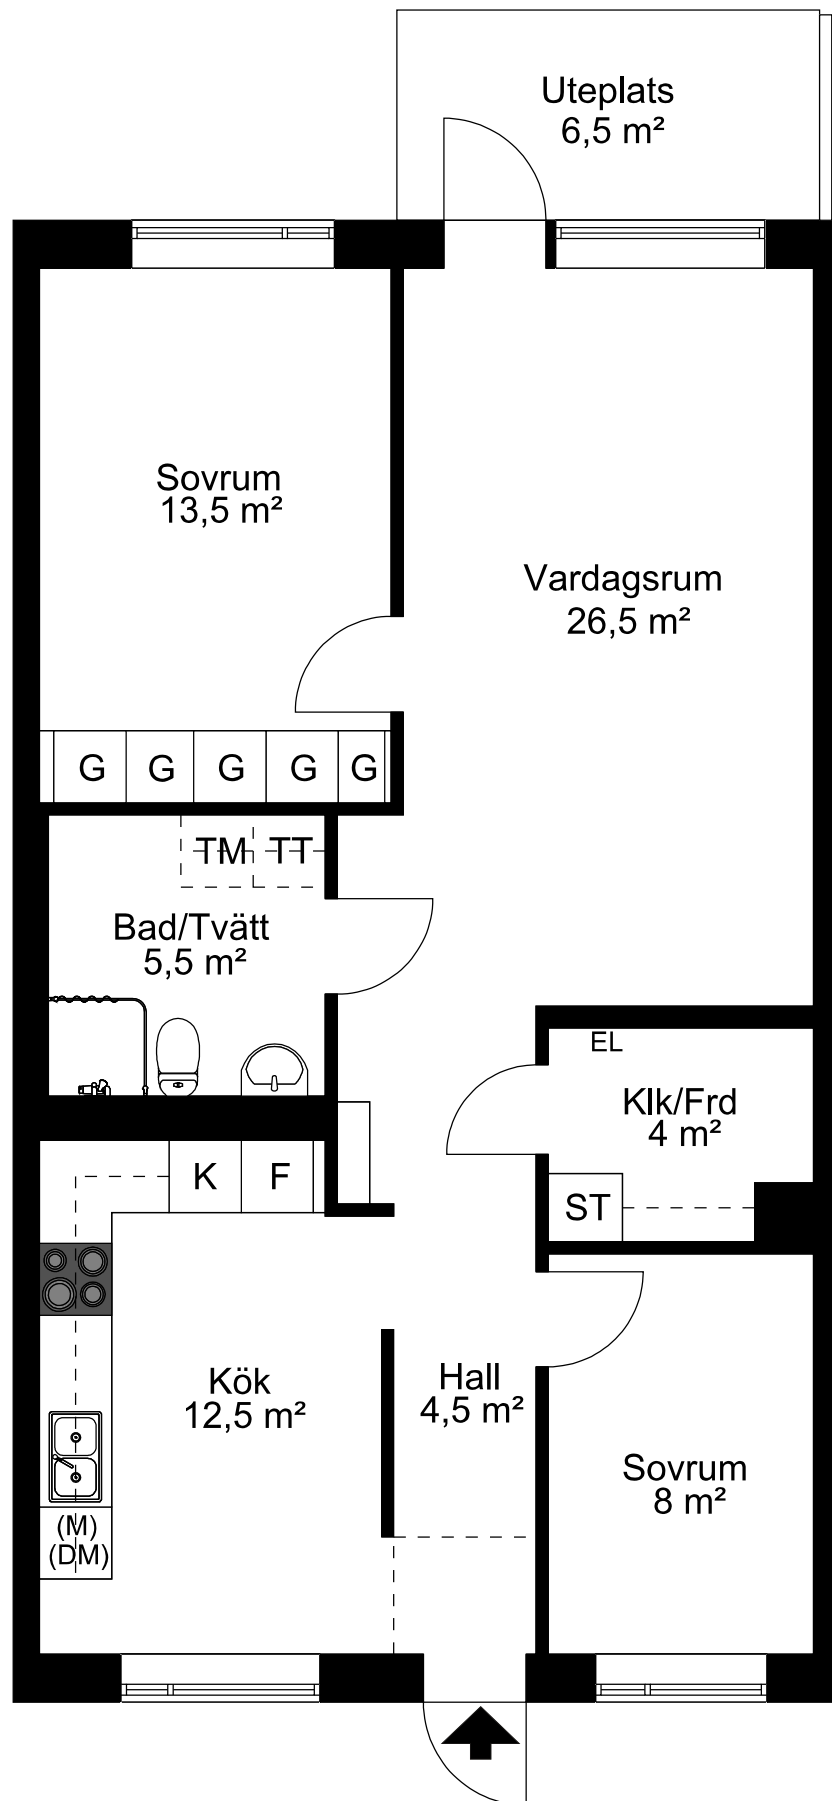 Uteplats
6,5 m²
Sovrum
13,5 m²
Vardagsrum
26,5 m²
G G G G G
TM TT
Bad/Tvätt
5,5 m²
EL
Klk/Frd
4 m²
K F
ST
Kök
12,5 m²
Hall
4,5 m²
Sovrum
8 m²
(M)
(DM)